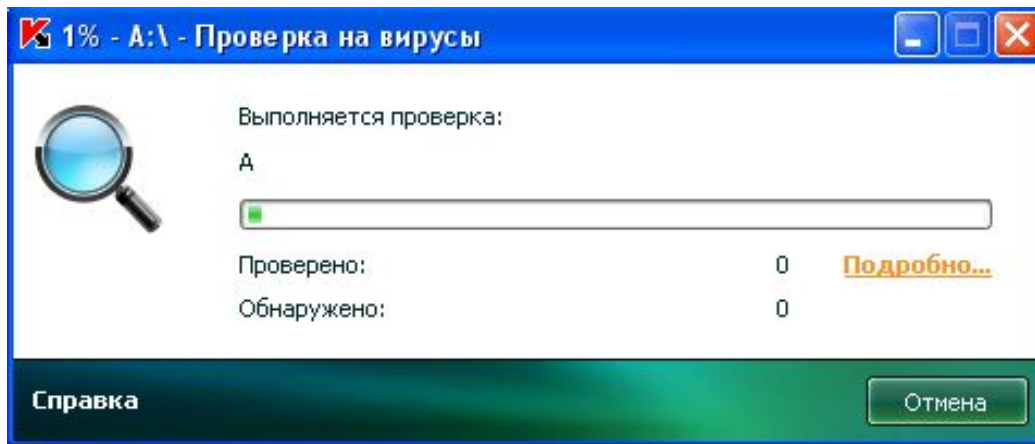 1% - A:\ - Проверка на вирусы
Выполняется проверка:
A
Проверено: 0 Подробно...
Обнаружено: 0
Справка Отмена